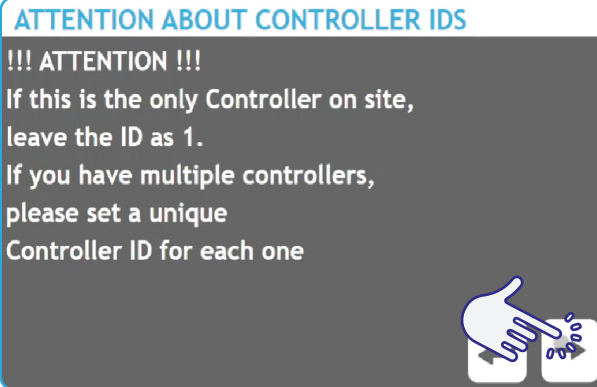 ATTENTION ABOUT CONTROLLER IDS
!!! ATTENTION !!!
If this is the only Controller on site,
leave the ID as 1.
If you have multiple controllers,
please set a unique
Controller ID for each one